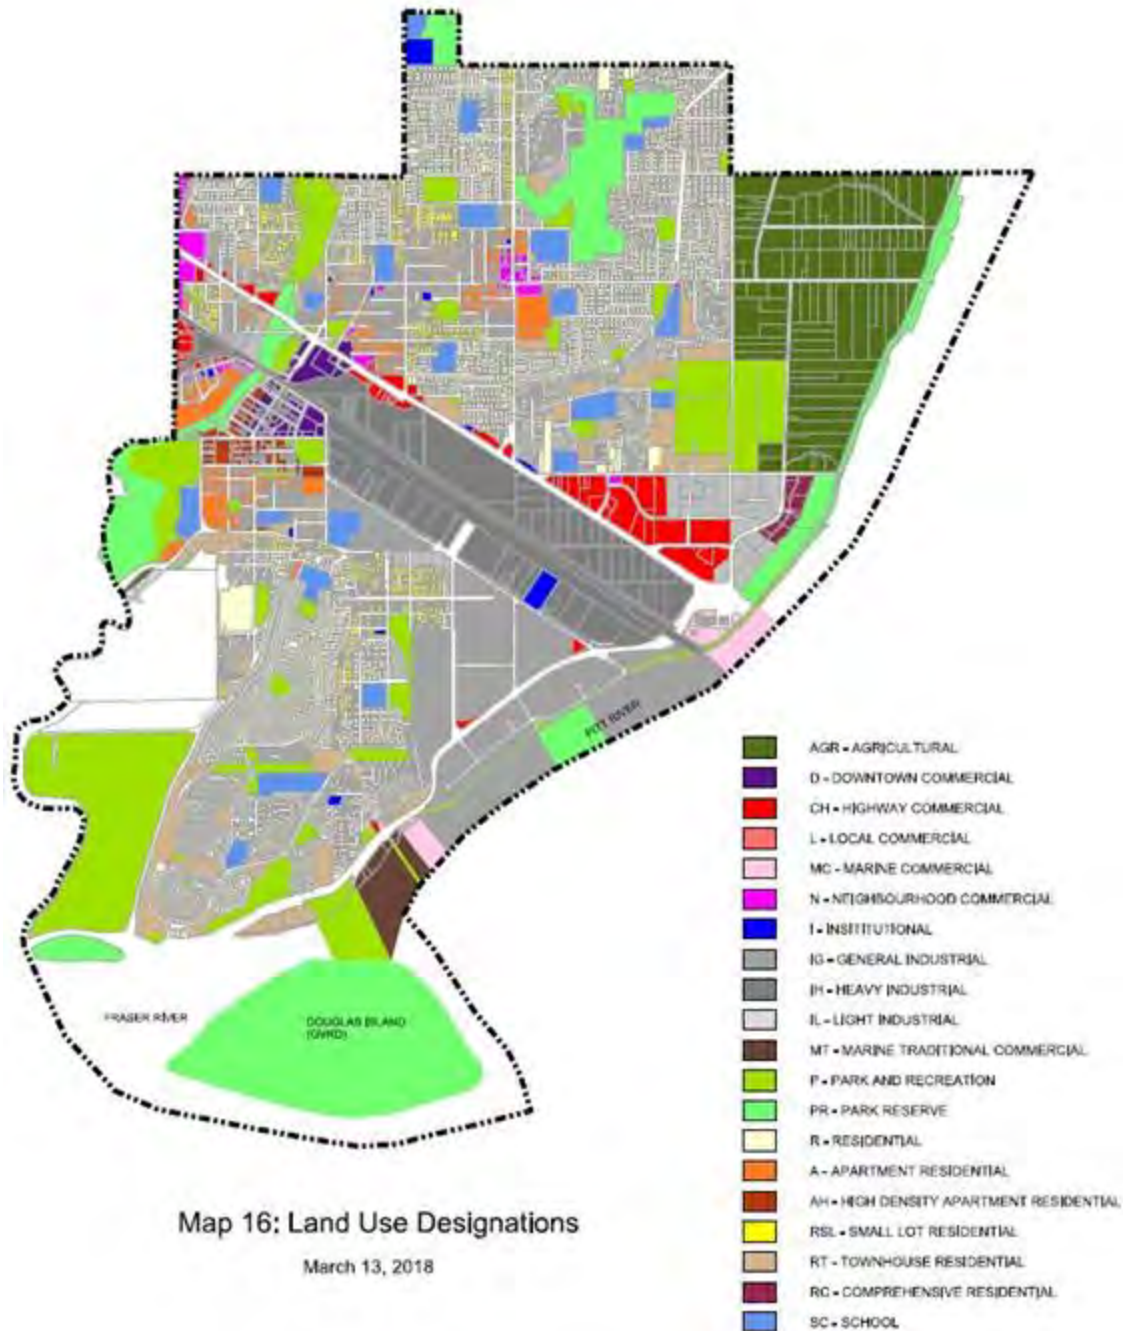 PITT RIVER
AGR - AGRICULTURAL
D - DOWNTOWN COMMERCIAL
CH - HIGHWAY COMMERCIAL
L - LOCAL COMMERCIAL
MC - MARINE COMMERCIAL
N - NEIGHBOURHOOD COMMERCIAL
I - INSTITUTIONAL
IG - GENERAL INDUSTRIAL
IH - HEAVY INDUSTRIAL
IL - LIGHT INDUSTRIAL
MT - MARINE TRADITIONAL COMMERCIAL
P - PARK AND RECREATION
PR - PARK RESERVE
R - RESIDENTIAL
A - APARTMENT RESIDENTIAL
AH - HIGH DENSITY APARTMENT RESIDENTIAL
RSL - SMALL LOT RESIDENTIAL
RT - TOWNHOUSE RESIDENTIAL
RC - COMPREHENSIVE RESIDENTIAL
SC - SCHOOL
FRASER RIVER
DOUGLAS ISLAND
(GVRD)
Map 16: Land Use Designations
March 13, 2018